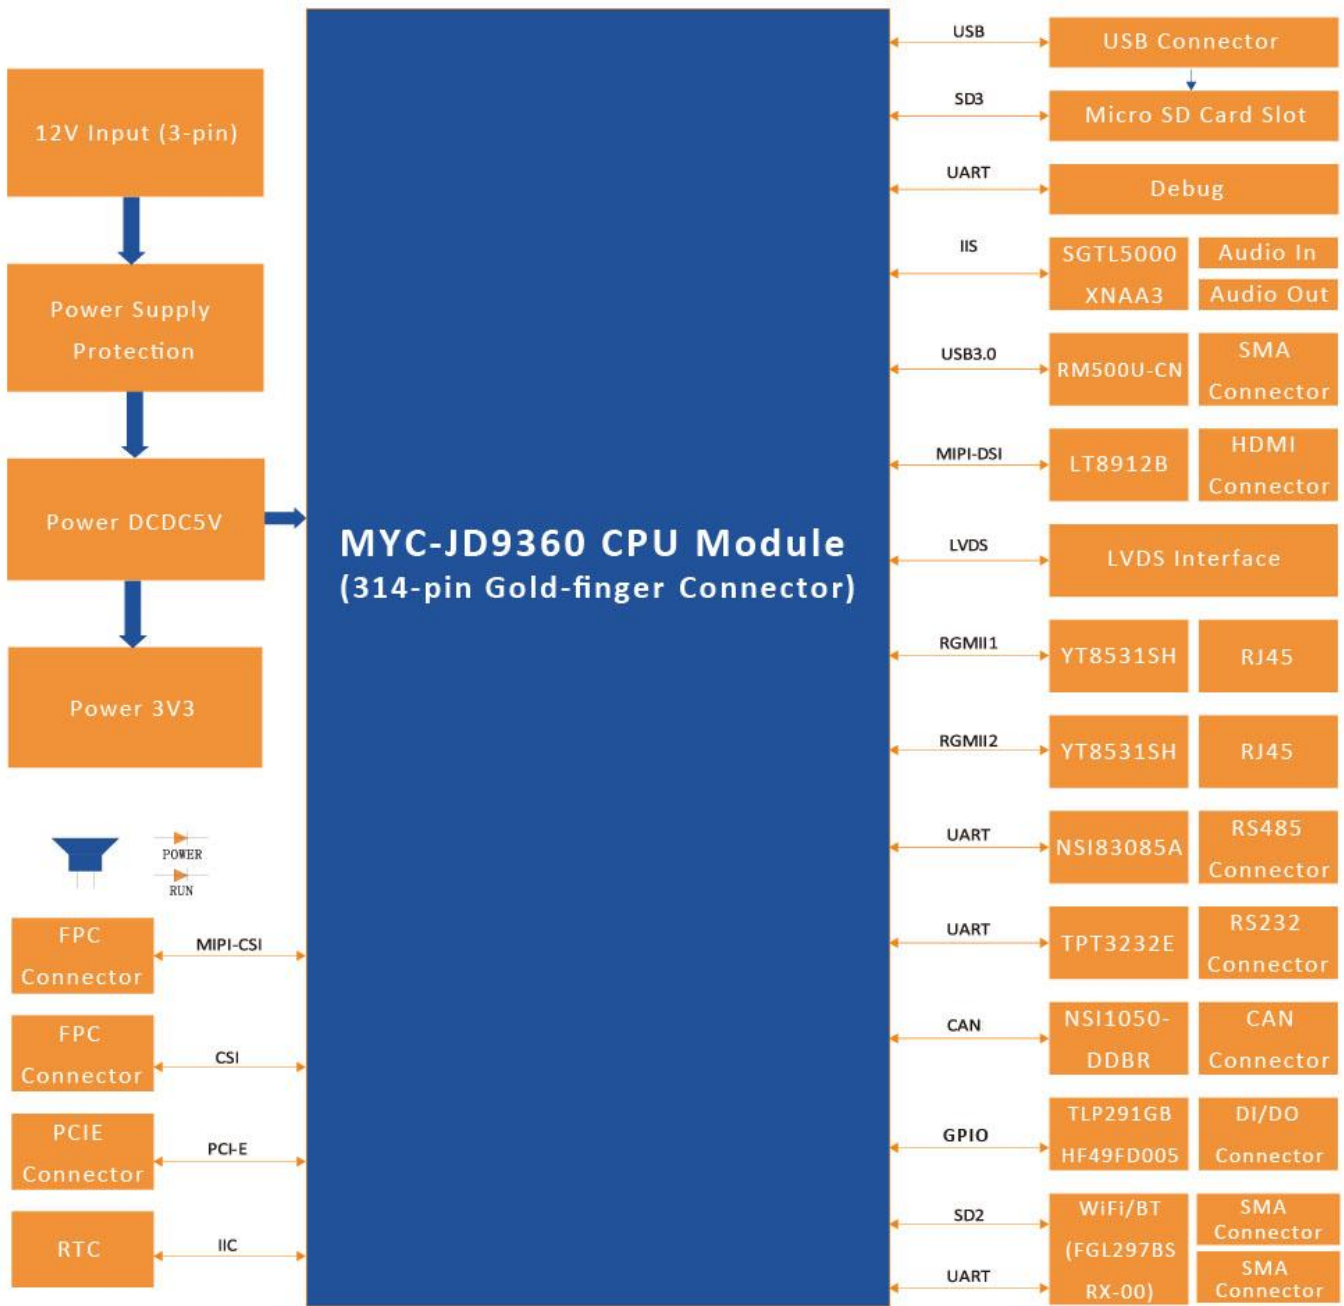 12V Input (3-pin)
Power Supply
Protection
Power DCDC5V
Power 3V3
POWER
RUN
FPC
Connector
MIPI-CSI
FPC
Connector
CSI
PCIE
Connector
PCI-E
RTC
IIC
MYC-JD9360 CPU Module
(314-pin Gold-finger Connector)
USB
USB Connector
SD3
Micro SD Card Slot
UART
Debug
IIS
SGTL5000
XNAA3
Audio In
Audio Out
USB3.0
RM500U-CN
SMA
Connector
MIPI-DSI
LT8912B
HDMI
Connector
LVDS
LVDS Interface
RGMII1
YT8531SH
RJ45
RGMII2
YT8531SH
RJ45
UART
NSI83085A
RS485
Connector
UART
TPT3232E
RS232
Connector
CAN
NSI1050-
DDBR
CAN
Connector
GPIO
TLP291GB
HF49FD005
DI/DO
Connector
SD2
UART
WiFi/BT
(FGL297BS
RX-00)
SMA
Connector
SMA
Connector